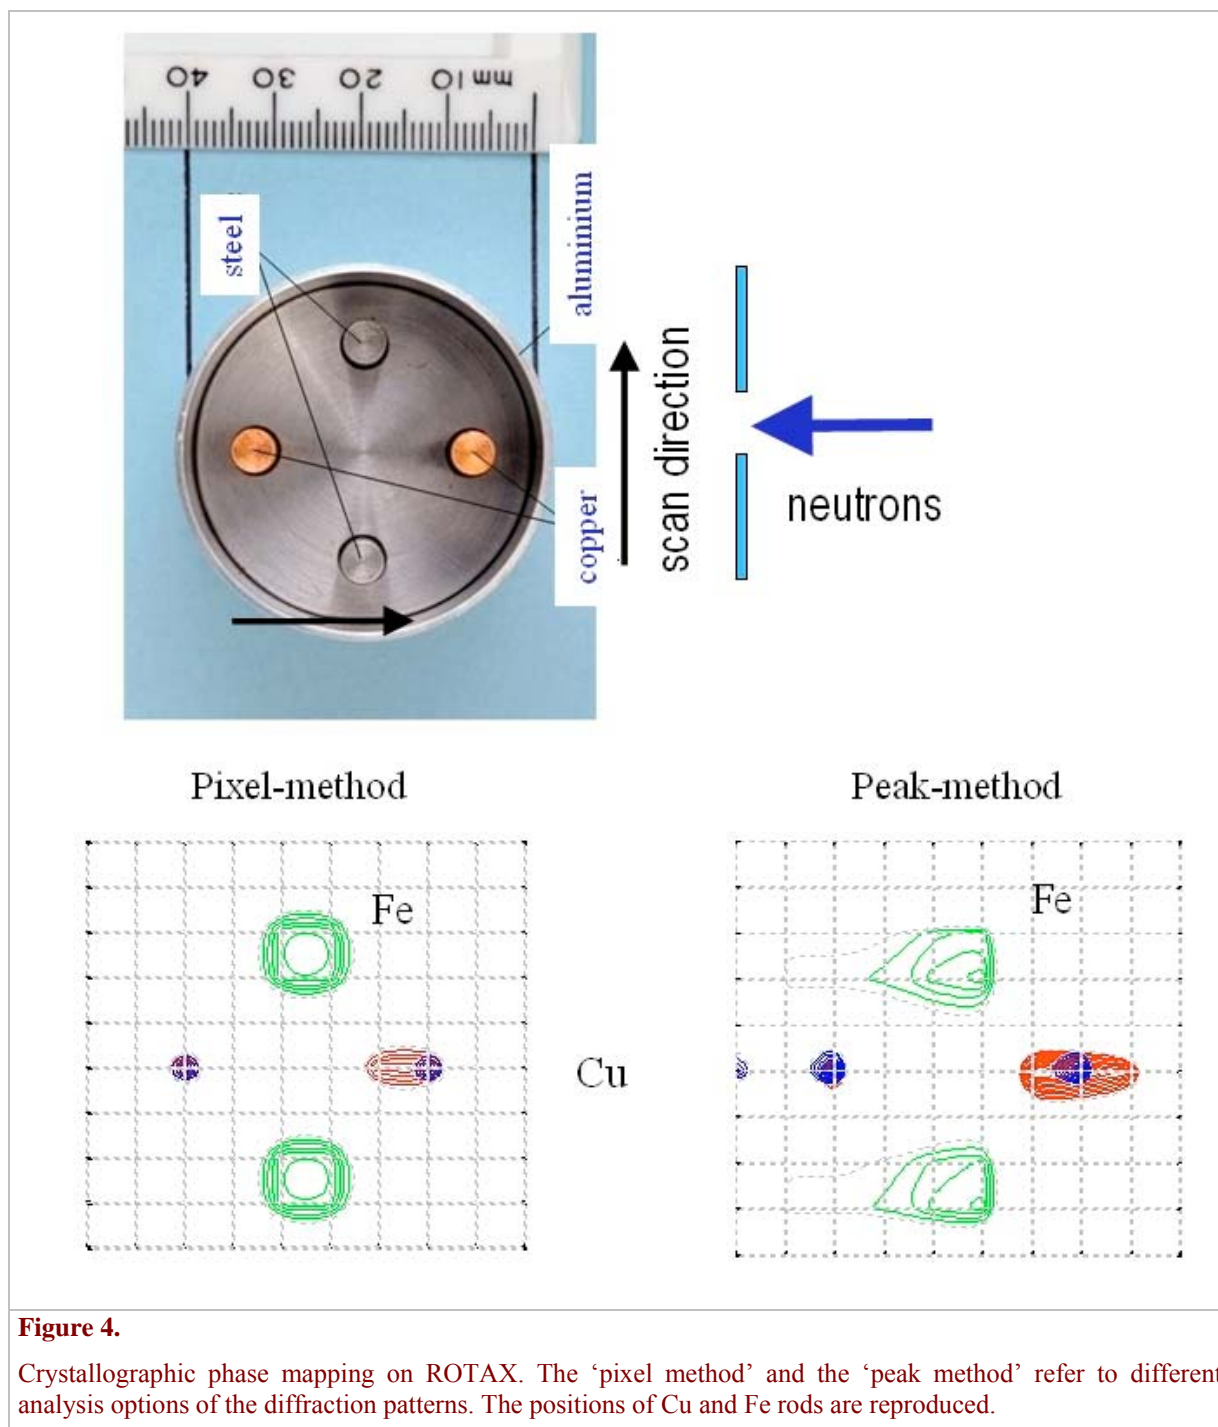 40 30 20 10 mm
steel
aluminium
copper
scan direction
neutrons
Pixel-method
Peak-method
Fe
Fe
Cu
Figure 4.
Crystallographic phase mapping on ROTAX. The ‘pixel method’ and the ‘peak method’ refer to different
analysis options of the diffraction patterns. The positions of Cu and Fe rods are reproduced.